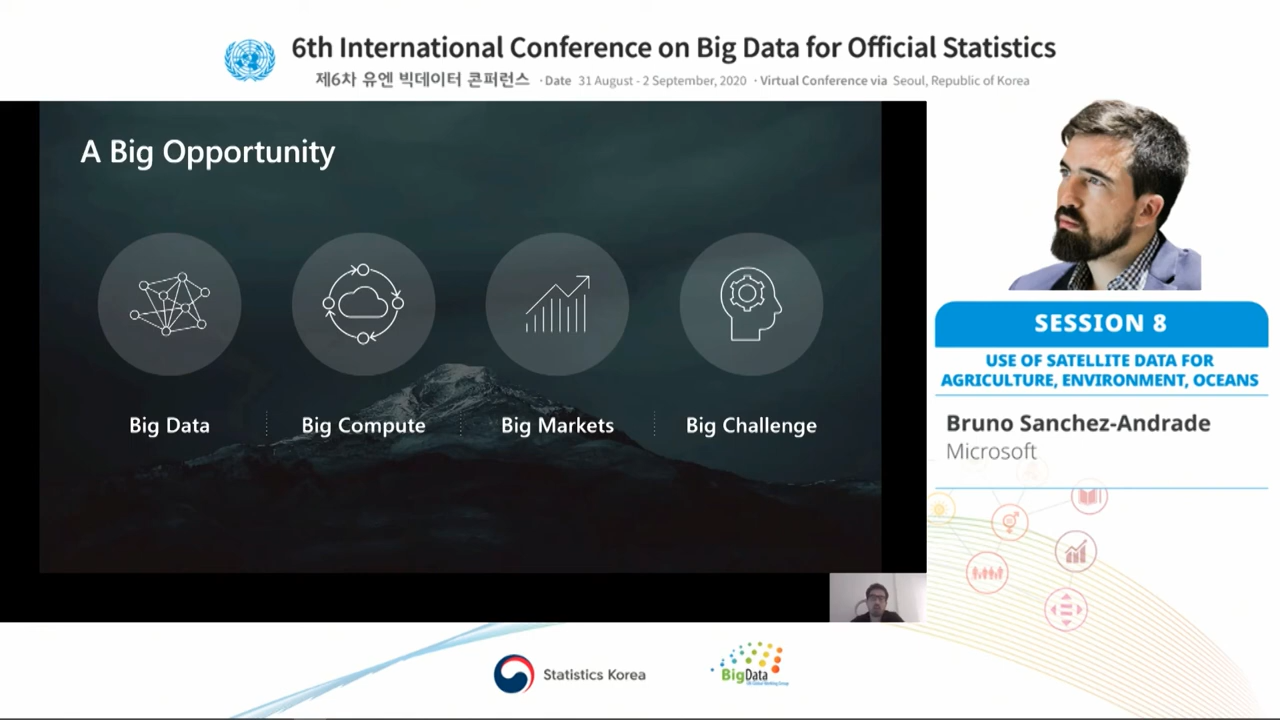 6th International Conference on Big Data for Official Statistics
제6차 유엔 빅데이터 콘퍼런스 · Date 31 August - 2 September, 2020 · Virtual Conference via Seoul, Republic of Korea
A Big Opportunity
Big Data
Big Compute
Big Markets
Big Challenge
SESSION 8
USE OF SATELLITE DATA FOR
AGRICULTURE, ENVIRONMENT, OCEANS
Bruno Sanchez-Andrade
Microsoft
Statistics Korea
BigData